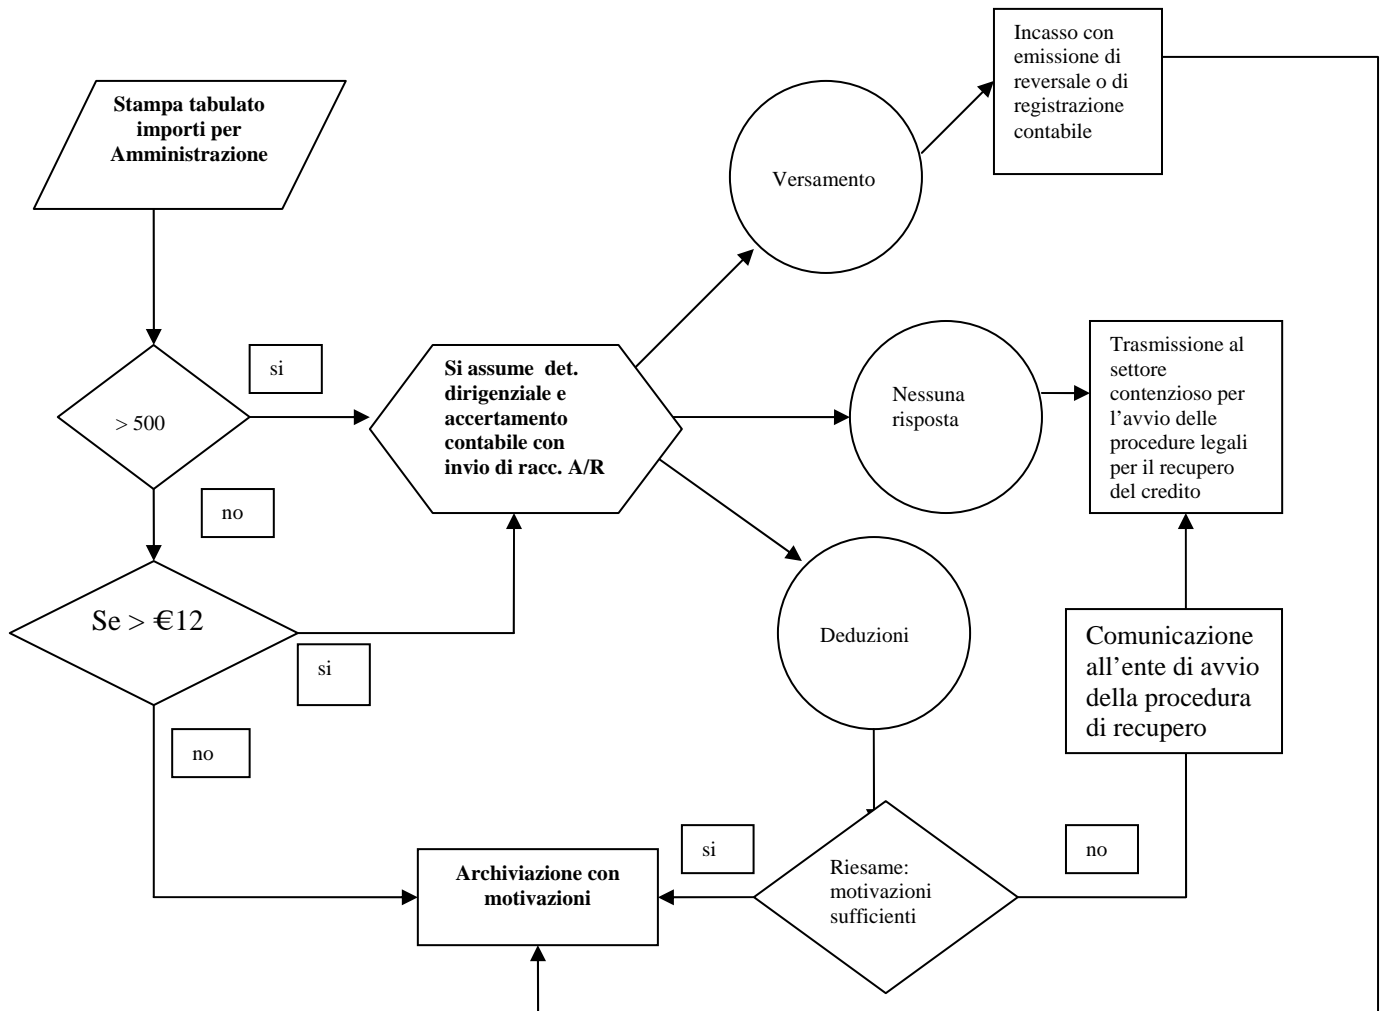 Stampa tabulato
importi per
Amministrazione
Incasso con
emissione di
reversale o di
registrazione
contabile
Versamento
> 500
si
Si assume det.
dirigenziale e
accertamento
contabile con
invio di racc. A/R
Nessuna
risposta
Trasmissione al
settore
contenzioso per
l’avvio delle
procedure legali
per il recupero
del credito
no
Se > €12
si
Deduzioni
Comunicazione
all’ente di avvio
della procedura
di recupero
no
Archiviazione con
motivazioni
si
Riesame:
motivazioni
sufficienti
no